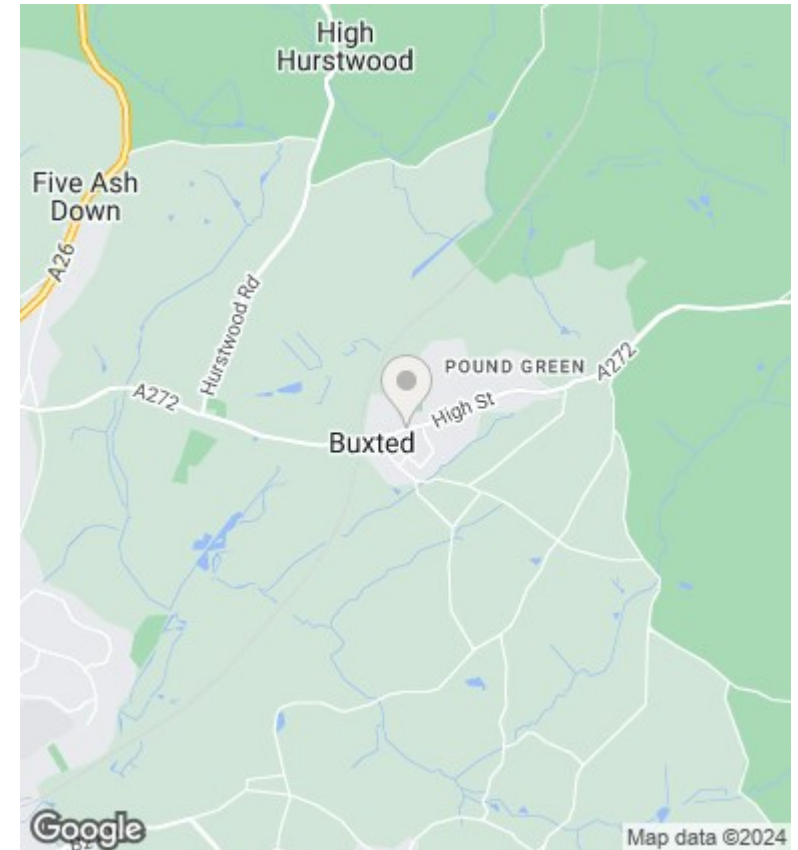 High
Hurstwood
Five Ash
Down
A26
Hurstwood Rd
POUND GREEN
A272
A272
High St
Buxted
Google
Map data ©2024